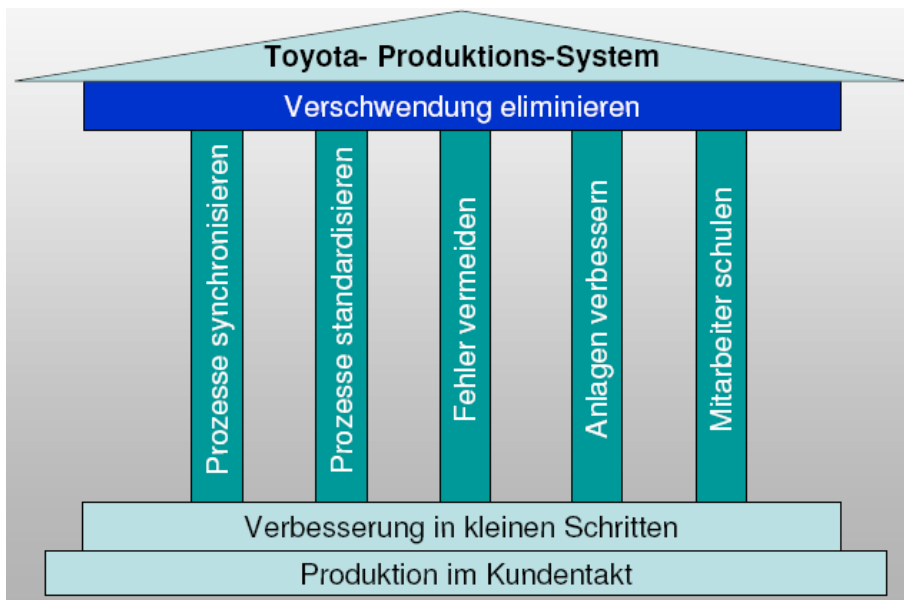 Toyota- Produktions-System
Verschwendung eliminieren
Prozesse synchronisieren
Prozesse standardisieren
Fehler vermeiden
Anlagen verbessern
Mitarbeiter schulen
Verbesserung in kleinen Schritten
Produktion im Kundentakt